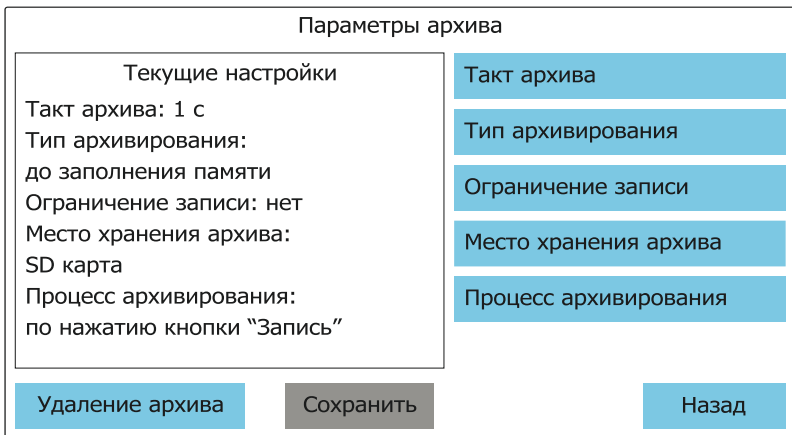 Параметры архива
Текущие настройки
Такт архива: 1 с
Тип архивирования:
до заполнения памяти
Ограничение записи: нет
Место хранения архива:
SD карта
Процесс архивирования:
по нажатию кнопки “Запись”
Такт архива
Тип архивирования
Ограничение записи
Место хранения архива
Процесс архивирования
Удаление архива
Сохранить
Назад